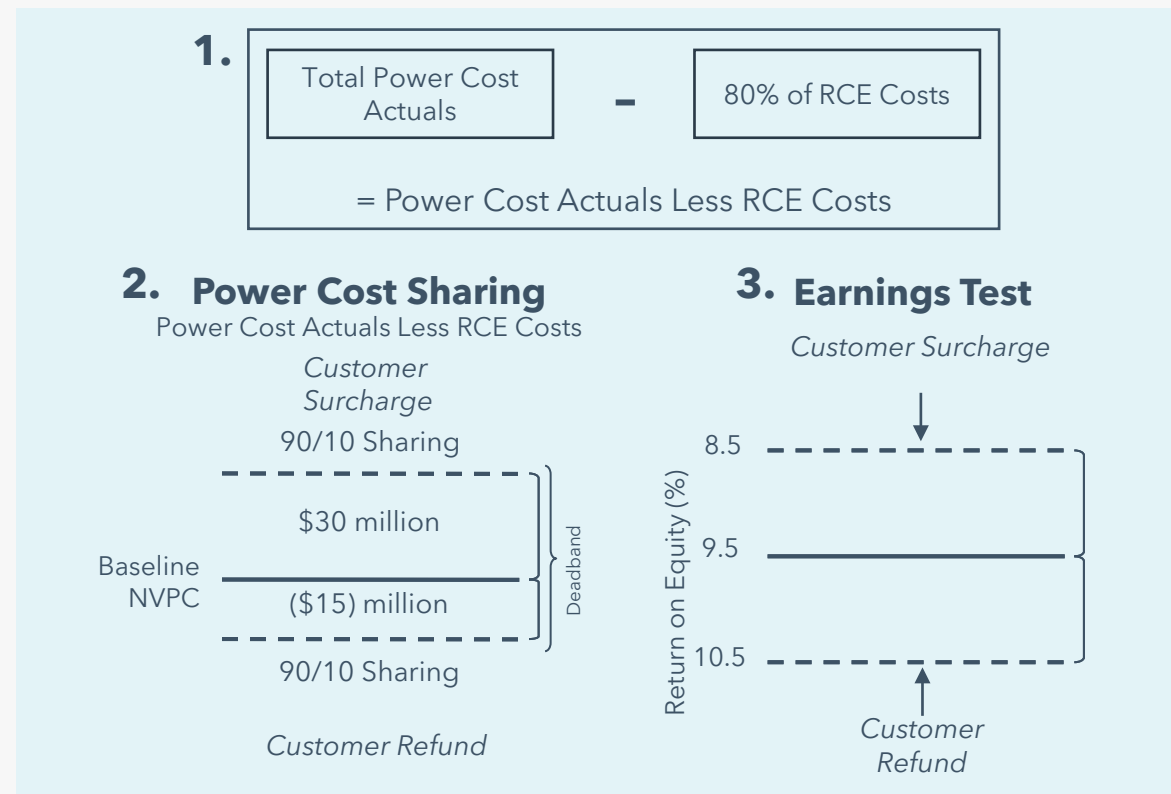 1.
Total Power Cost
Actuals
-
80% of RCE Costs
= Power Cost Actuals Less RCE Costs
2. Power Cost Sharing
Power Cost Actuals Less RCE Costs
Customer
Surcharge
90/10 Sharing
$30 million
Baseline
NVPC
($15) million
Deadband
90/10 Sharing
Customer Refund
3. Earnings Test
Customer Surcharge
8.5
9.5
10.5
Return on Equity (%)
Customer
Refund